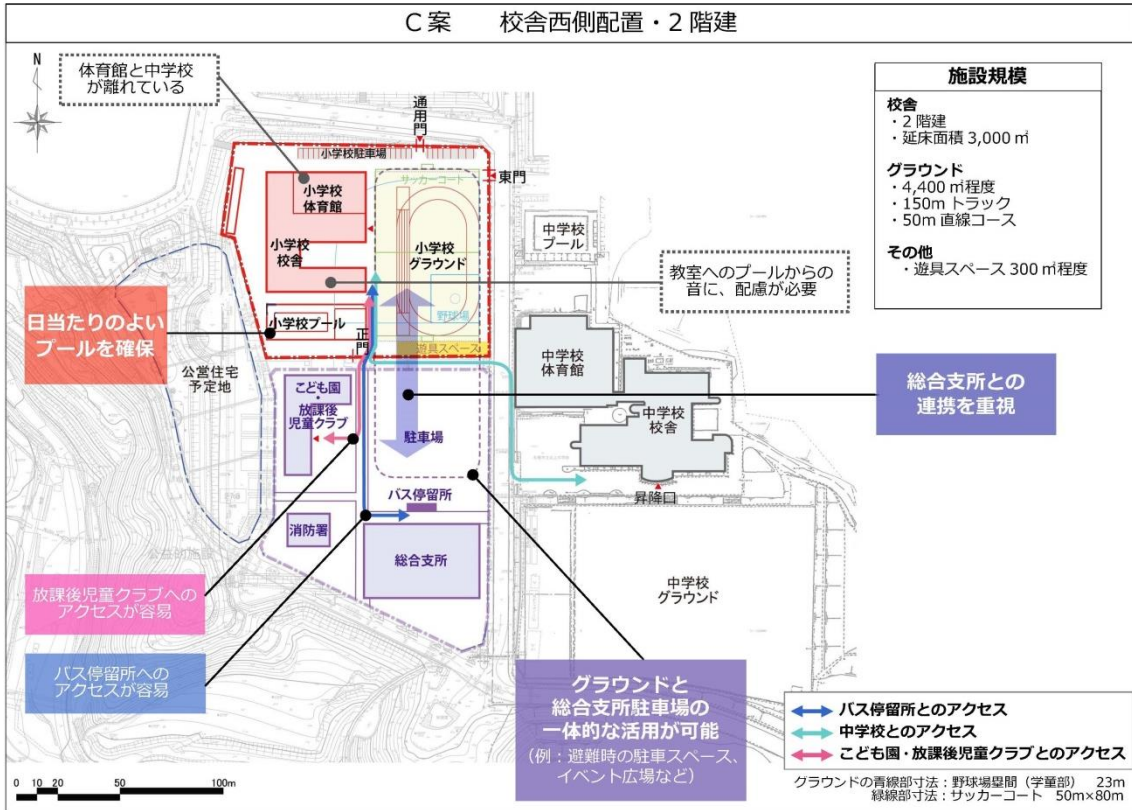 C案 校舎西側配置・2階建
N
体育館と中学校
が離れている
通用門
小学校駐車場
東門
サッカーコート
小学校
体育館
小学校
校舎
小学校
グラウンド
野球場
小学校プール
正門
遊具スペース
中学校
プール
教室へのプールからの
音に、配慮が必要
施設規模
校舎
・2階建
・延床面積 3,000 ㎡
グラウンド
・4,400 ㎡程度
・150m トラック
・50m 直線コース
その他
・遊具スペース 300 ㎡程度
日当たりのよい
プールを確保
公営住宅
予定地
こども園・
放課後
児童クラブ
駐車場
中学校
体育館
中学校
校舎
昇降口
総合支所との
連携を重視
バス停留所
消防署
総合支所
公益的施設
中学校
グラウンド
放課後児童クラブへの
アクセスが容易
バス停留所への
アクセスが容易
グラウンドと
総合支所駐車場の
一体的な活用が可能
(例:避難時の駐車スペース、
イベント広場など)
バス停留所とのアクセス
中学校とのアクセス
こども園・放課後児童クラブとのアクセス
グラウンドの青線部寸法:野球場塁間(学童部) 23m
緑線部寸法:サッカーコート 50m×80m
0 10 20 50 100m